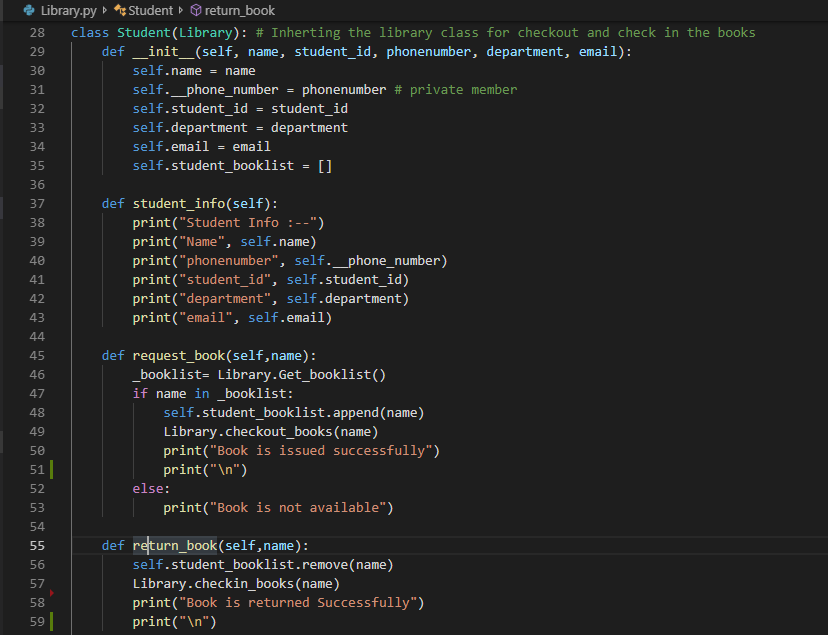 Library.py > Student > return_book
28 class Student(Library): # Inherting the library class for checkout and check in the books
29     def __init__(self, name, student_id, phonenumber, department, email):
30         self.name = name
31         self.__phone_number = phonenumber # private member
32         self.student_id = student_id
33         self.department = department
34         self.email = email
35         self.student_booklist = []
36
37     def student_info(self):
38         print("Student Info :--")
39         print("Name", self.name)
40         print("phonenumber", self.__phone_number)
41         print("student_id", self.student_id)
42         print("department", self.department)
43         print("email", self.email)
44
45     def request_book(self,name):
46         _booklist= Library.Get_booklist()
47         if name in _booklist:
48             self.student_booklist.append(name)
49             Library.checkout_books(name)
50             print("Book is issued successfully")
51             print("\n")
52         else:
53             print("Book is not available")
54
55     def return_book(self,name):
56         self.student_booklist.remove(name)
57         Library.checkin_books(name)
58         print("Book is returned Successfully")
59         print("\n")